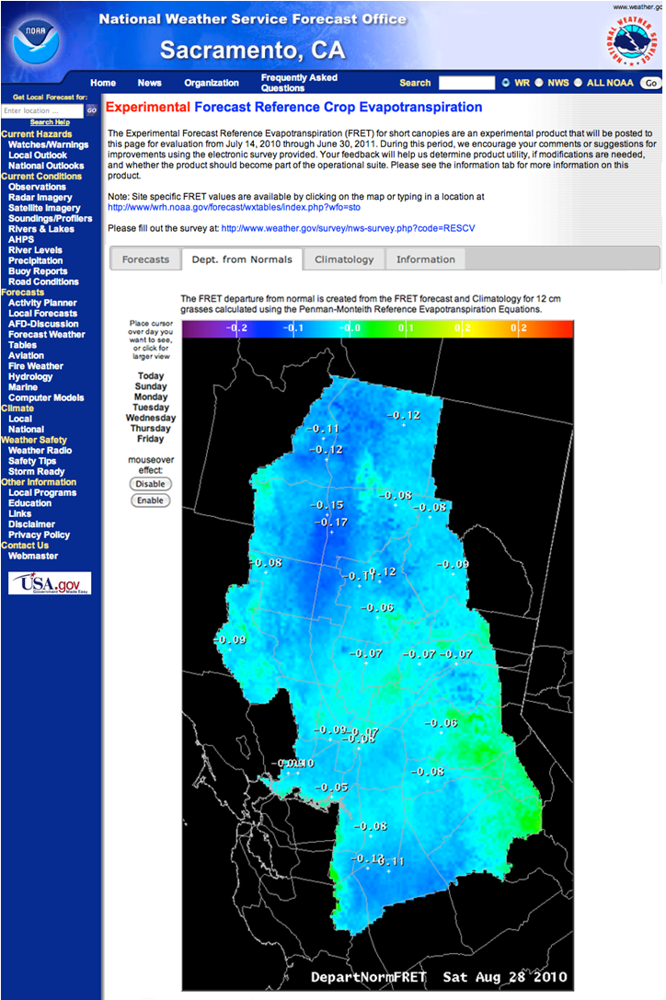 www.weather.go
NOAA
National Weather Service Forecast Office
Sacramento, CA
NATIONAL WEATHER SERVICE
Home News Organization Frequently Asked Questions Search WR NWS ALL NOAA Go
Get Local Forecast for:
Enter location ... GO
Search Help
Current Hazards
Watches/Warnings
Local Outlook
National Outlooks
Current Conditions
Observations
Radar Imagery
Satellite Imagery
Soundings/Profilers
Rivers & Lakes
AHPS
River Levels
Precipitation
Buoy Reports
Road Conditions
Forecasts
Activity Planner
Local Forecasts
AFD-Discussion
Forecast Weather
Tables
Aviation
Fire Weather
Hydrology
Marine
Computer Models
Climate
Local
National
Weather Safety
Weather Radio
Safety Tips
Storm Ready
Other Information
Local Programs
Education
Links
Disclaimer
Privacy Policy
Contact Us
Webmaster
USA.gov
Government Made Easy
Experimental Forecast Reference Crop Evapotranspiration
The Experimental Forecast Reference Evapotranspiration (FRET) for short canopies are an experimental product that will be posted to
this page for evaluation from July 14, 2010 through June 30, 2011. During this period, we encourage your comments or suggestions for
improvements using the electronic survey provided. Your feedback will help us determine product utility, if modifications are needed,
and whether the product should become part of the operational suite. Please see the information tab for more information on this
product.
Note: Site specific FRET values are available by clicking on the map or typing in a location at
http://www/wrh.noaa.gov/forecast/wxtables/index.php?wfo=sto
Please fill out the survey at: http://www.weather.gov/survey/nws-survey.php?code=RESCV
Forecasts Dept. from Normals Climatology Information
The FRET departure from normal is created from the FRET forecast and Climatology for 12 cm
grasses calculated using the Penman-Monteith Reference Evapotranspiration Equations.
Place cursor
over day you
want to see,
or click for
larger view
Today
Sunday
Monday
Tuesday
Wednesday
Thursday
Friday
mouseover
effect:
Disable
Enable
-0.2 -0.1 -0.0 0.1 0.2 0.2
-0.12
-0.11
-0.12
-0.08
-0.15 -0.08
-0.17
-0.08 -0.09
-0.11 -0.12
-0.06
-0.09
-0.07 -0.07 -0.07
-0.06
-0.09 -0.07
-0.08
-0.09
-0.08
-0.05
-0.08
-0.11
DepartNormFRET Sat Aug 28 2010